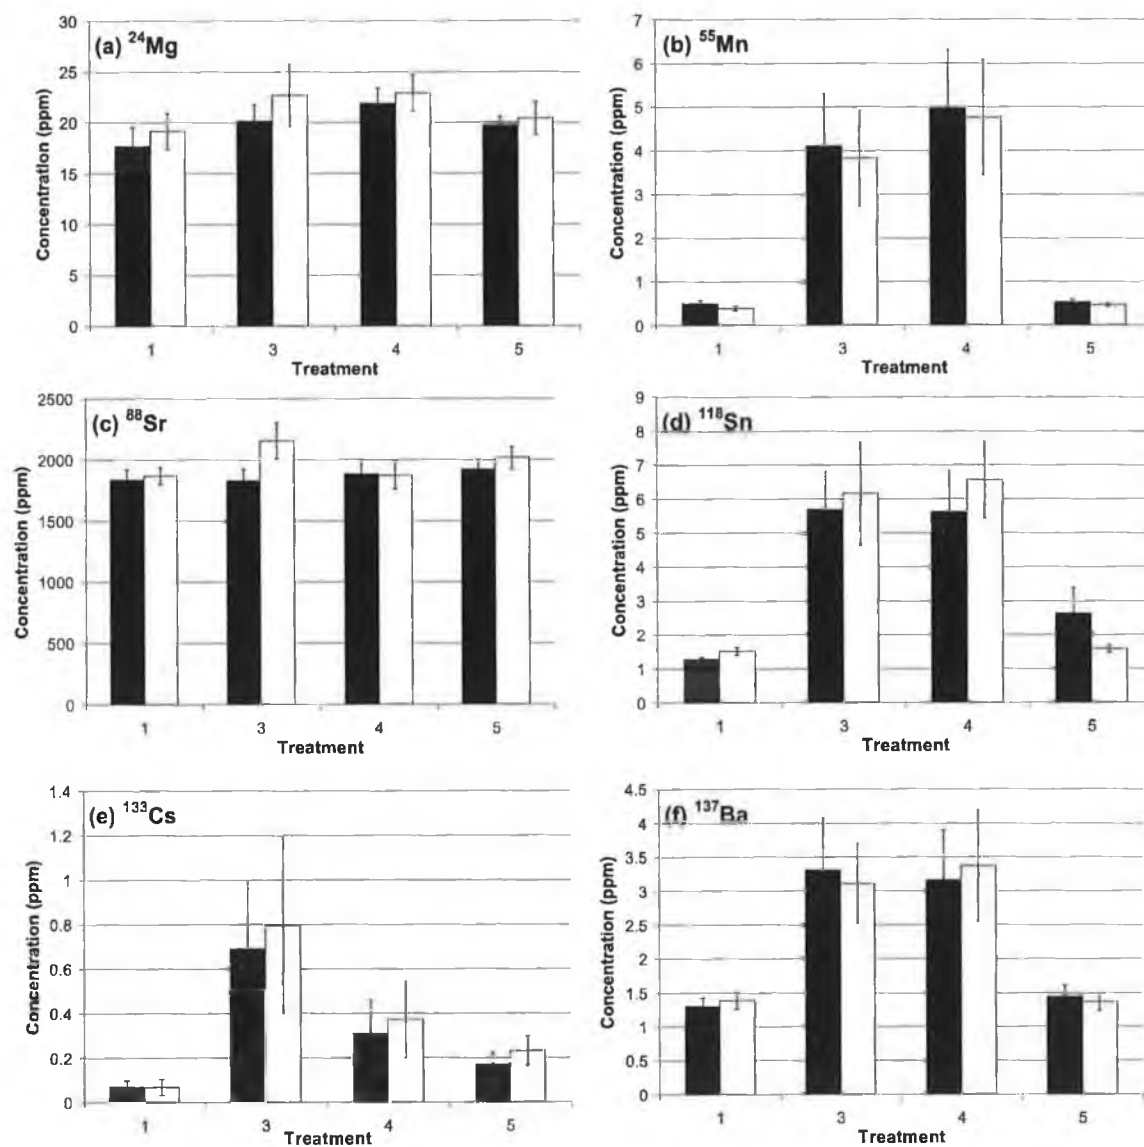 (a) ²⁴Mg
Concentration (ppm)
30
25
20
15
10
5
0
1 3 4 5
Treatment
(b) ⁵⁵Mn
Concentration (ppm)
7
6
5
4
3
2
1
0
1 3 4 5
Treatment
(c) ⁸⁸Sr
Concentration (ppm)
2500
2000
1500
1000
500
0
1 3 4 5
Treatment
(d) ¹¹⁸Sn
Concentration (ppm)
9
8
7
6
5
4
3
2
1
0
1 3 4 5
Treatment
(e) ¹³³Cs
Concentration (ppm)
1.4
1.2
1
0.8
0.6
0.4
0.2
0
1 3 4 5
Treatment
(f) ¹³⁷Ba
Concentration (ppm)
4.5
4
3.5
3
2.5
2
1.5
1
0.5
0
1 3 4 5
Treatment